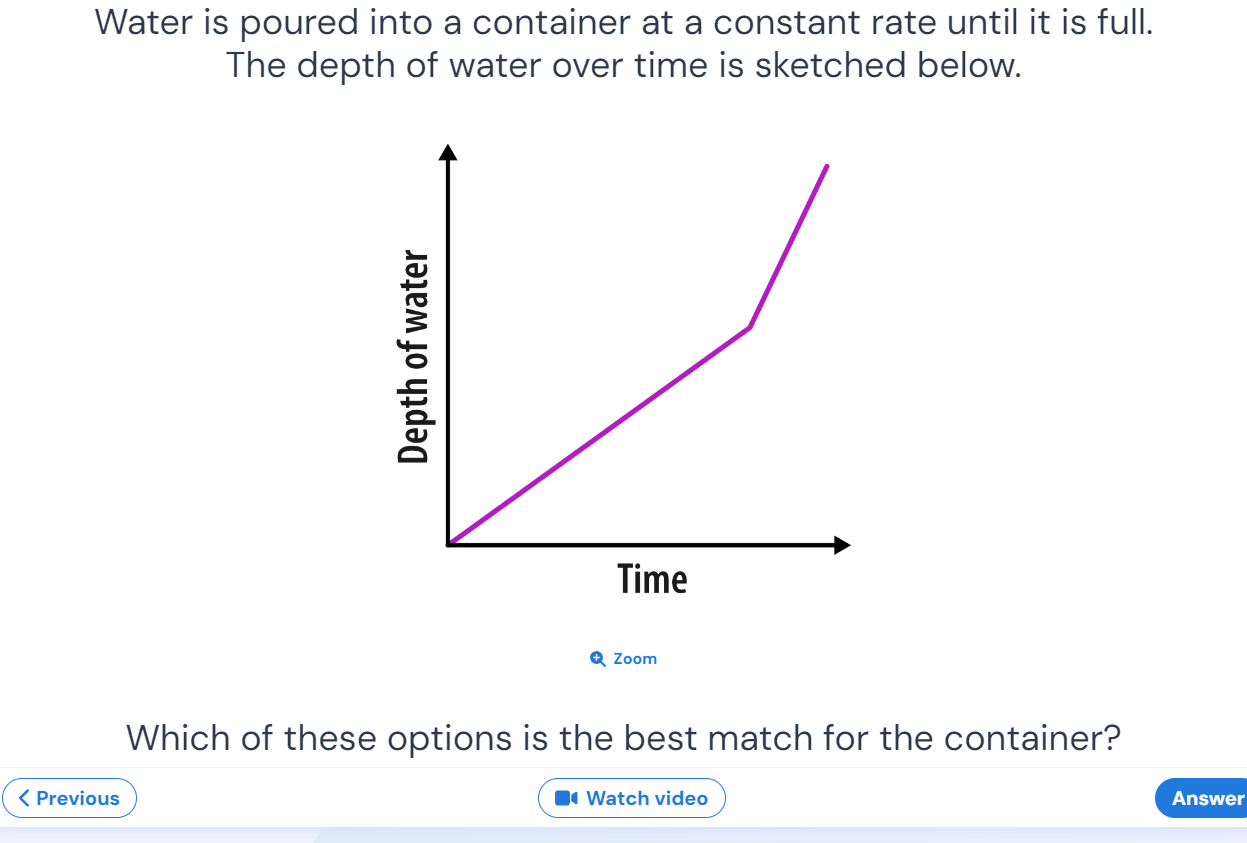 Water is poured into a container at a constant rate until it is full.
The depth of water over time is sketched below.
Depth of water
Time
Zoom
Which of these options is the best match for the container?
Previous
Watch video
Answer